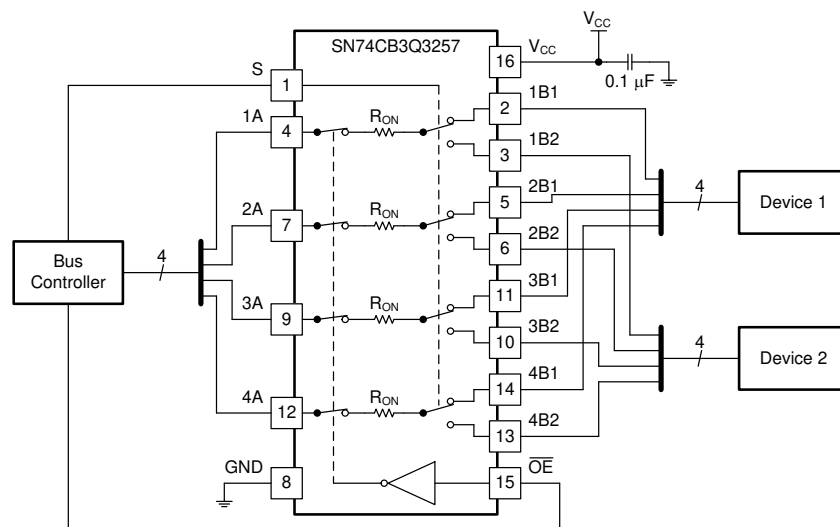 SN74CB3Q3257
VCC
S
1
16
VCC
0.1 μF
1A
4
RON
2
1B1
3
1B2
2A
7
RON
5
2B1
6
2B2
Bus
Controller
4
3A
9
RON
11
3B1
10
3B2
4A
12
RON
14
4B1
13
4B2
GND
8
15
OE
4
Device 1
4
Device 2